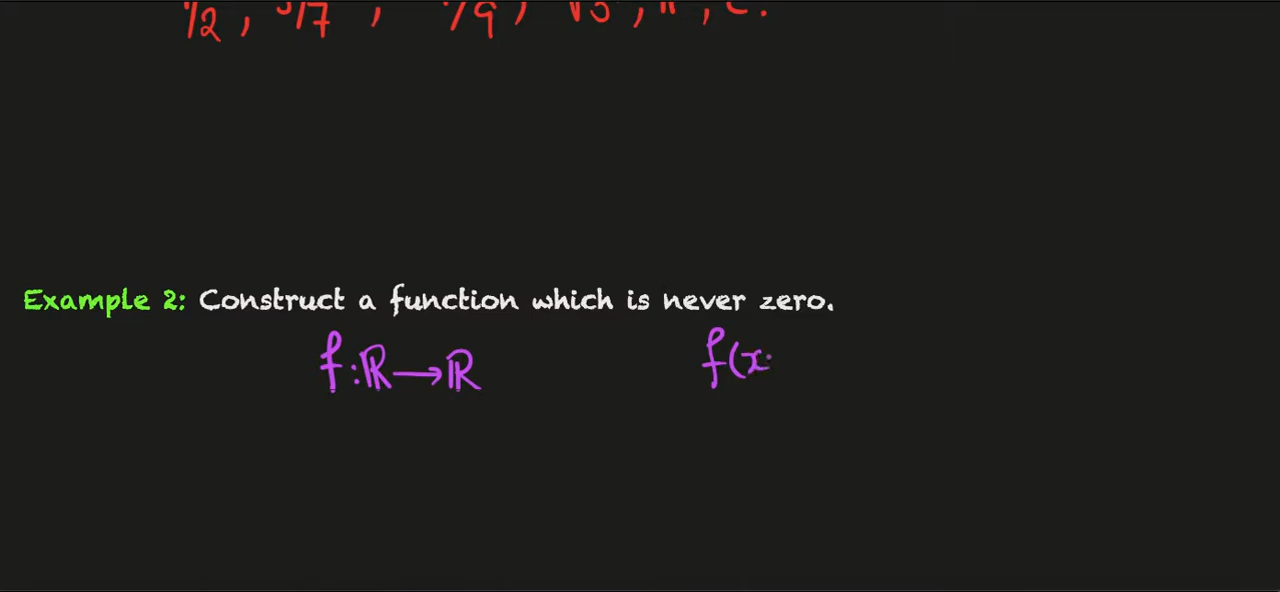 Example 2: Construct a function which is never zero.
f:ℝ→ℝ f(x